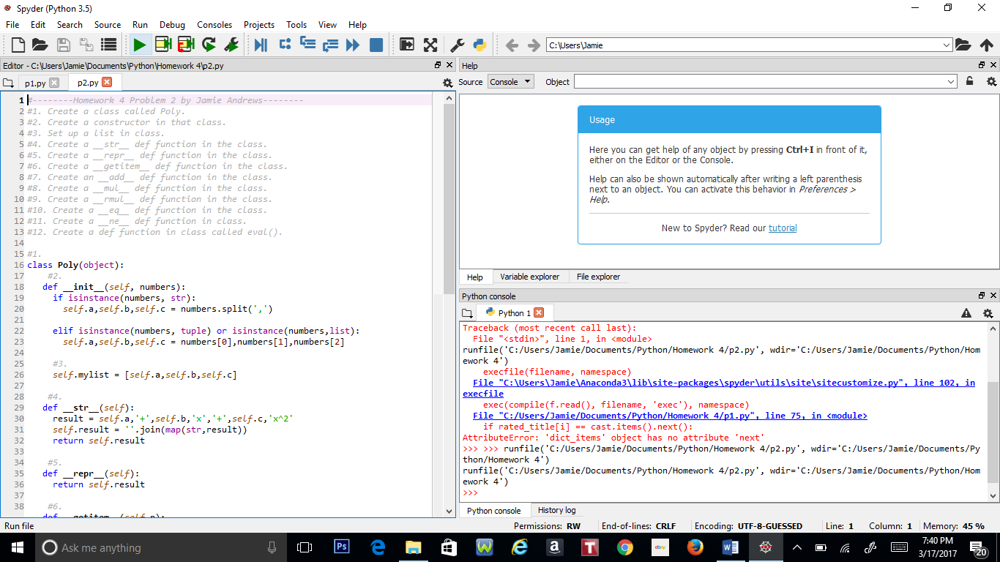 Spyder (Python 3.5)
File Edit Search Source Run Debug Consoles Projects Tools View Help
C:\Users\Jamie
Editor - C:\Users\Jamie\Documents\Python\Homework 4\p2.py
p1.py p2.py
1 #--------Homework 4 Problem 2 by Jamie Andrews--------
2 #1. Create a class called Poly.
3 #2. Create a constructor in that class.
4 #3. Set up a list in class.
5 #4. Create a __str__ def function in the class.
6 #5. Create a __repr__ def function in the class.
7 #6. Create a __getitem__ def function in the class.
8 #7. Create an __add__ def function in the class.
9 #8. Create a __mul__ def function in the class.
10 #9. Create a __rmul__ def function in the class.
11 #10. Create a __eq__ def function in the class.
12 #11. Create a __ne__ def function in class.
13 #12. Create a def function in class called eval().
14
15 #1.
16 class Poly(object):
17 #2.
18 def __init__(self, numbers):
19 if isinstance(numbers, str):
20 self.a,self.b,self.c = numbers.split(',')
21
22 elif isinstance(numbers, tuple) or isinstance(numbers,list):
23 self.a,self.b,self.c = numbers[0],numbers[1],numbers[2]
24
25 #3.
26 self.mylist = [self.a,self.b,self.c]
27
28 #4.
29 def __str__(self):
30 result = self.a,'+',self.b,'x','+',self.c,'x^2'
31 self.result = ''.join(map(str,result))
32 return self.result
33
34 #5.
35 def __repr__(self):
36 return self.result
37
38 #6.
def __getitem__(self,n):
Help
Source Console Object
Usage
Here you can get help of any object by pressing Ctrl+I in front of it,
either on the Editor or the Console.
Help can also be shown automatically after writing a left parenthesis
next to an object. You can activate this behavior in Preferences >
Help.
New to Spyder? Read our tutorial
Help Variable explorer File explorer
Python console
Python 1
Traceback (most recent call last):
File "<stdin>", line 1, in <module>
runfile('C:/Users/Jamie/Documents/Python/Homework 4/p2.py', wdir='C:/Users/Jamie/Documents/Python/Hom
ework 4')
execfile(filename, namespace)
File "C:\Users\Jamie\Anaconda3\lib\site-packages\spyder\utils\site\sitecustomize.py", line 102, in
execfile
exec(compile(f.read(), filename, 'exec'), namespace)
File "C:/Users/Jamie/Documents/Python/Homework 4/p1.py", line 75, in <module>
if rated_title[i] == cast.items().next():
AttributeError: 'dict_items' object has no attribute 'next'
>>> >>> runfile('C:/Users/Jamie/Documents/Python/Homework 4/p2.py', wdir='C:/Users/Jamie/Documents/Py
thon/Homework 4')
runfile('C:/Users/Jamie/Documents/Python/Homework 4/p2.py', wdir='C:/Users/Jamie/Documents/Python/Hom
ework 4')
>>>
Python console History log
Run file Permissions: RW End-of-lines: CRLF Encoding: UTF-8-GUESSED Line: 1 Column: 1 Memory: 45 %
Ask me anything
Ps
ebay
7:40 PM
3/17/2017
20